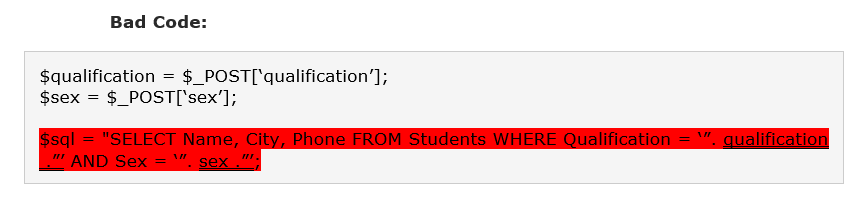 Bad Code:
$qualification = $_POST[‘qualification’];
$sex = $_POST[‘sex’];
$sql = "SELECT Name, City, Phone FROM Students WHERE Qualification = ‘”. qualification
.”’ AND Sex = ‘”. sex .”’;